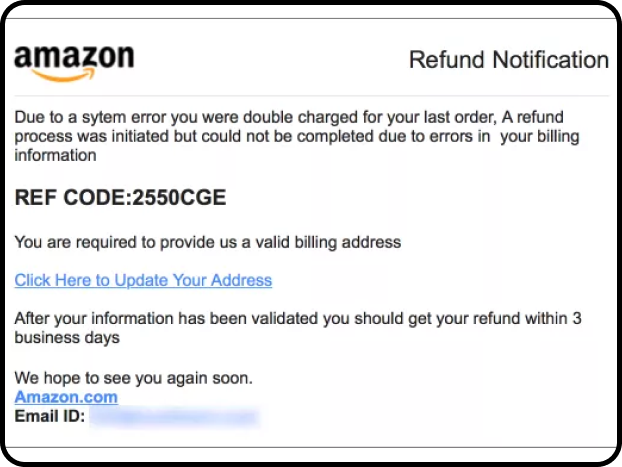 amazon
Refund Notification
Due to a sytem error you were double charged for your last order, A refund
process was initiated but could not be completed due to errors in  your billing
information
REF CODE:2550CGE
You are required to provide us a valid billing address
Click Here to Update Your Address
After your information has been validated you should get your refund within 3
business days
We hope to see you again soon.
Amazon.com
Email ID: